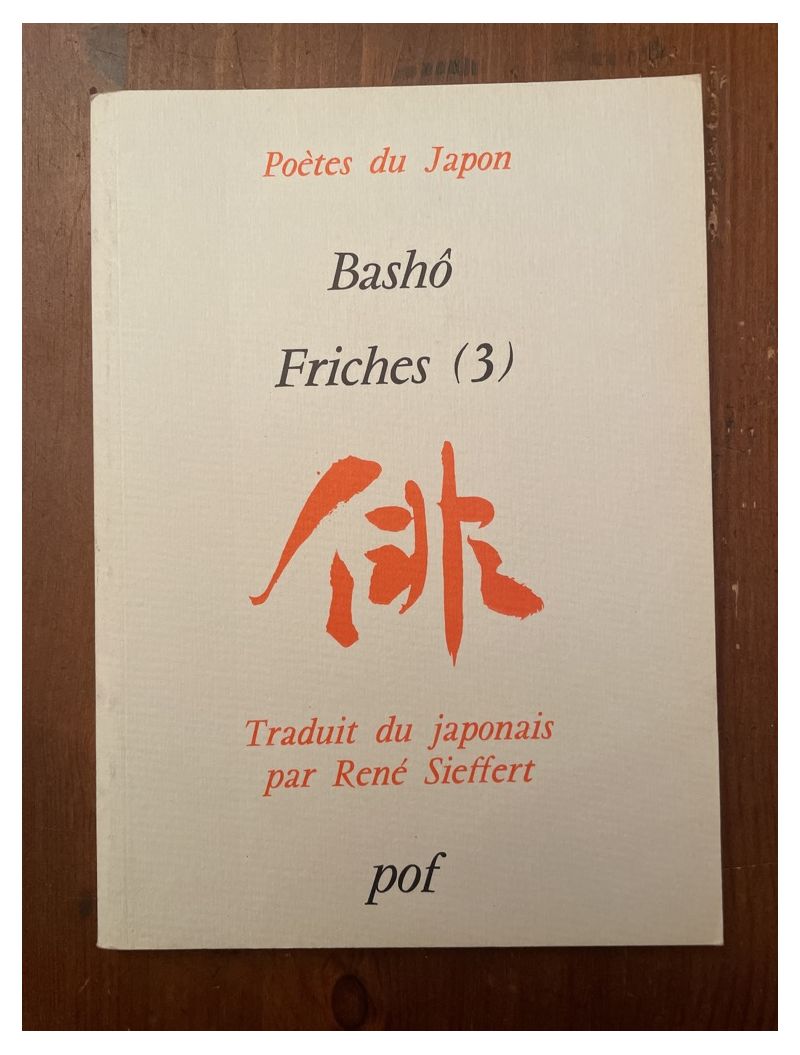 Poètes du Japon
Bashô
Friches (3)
俳
Traduit du japonais
par René Sieffert
pof